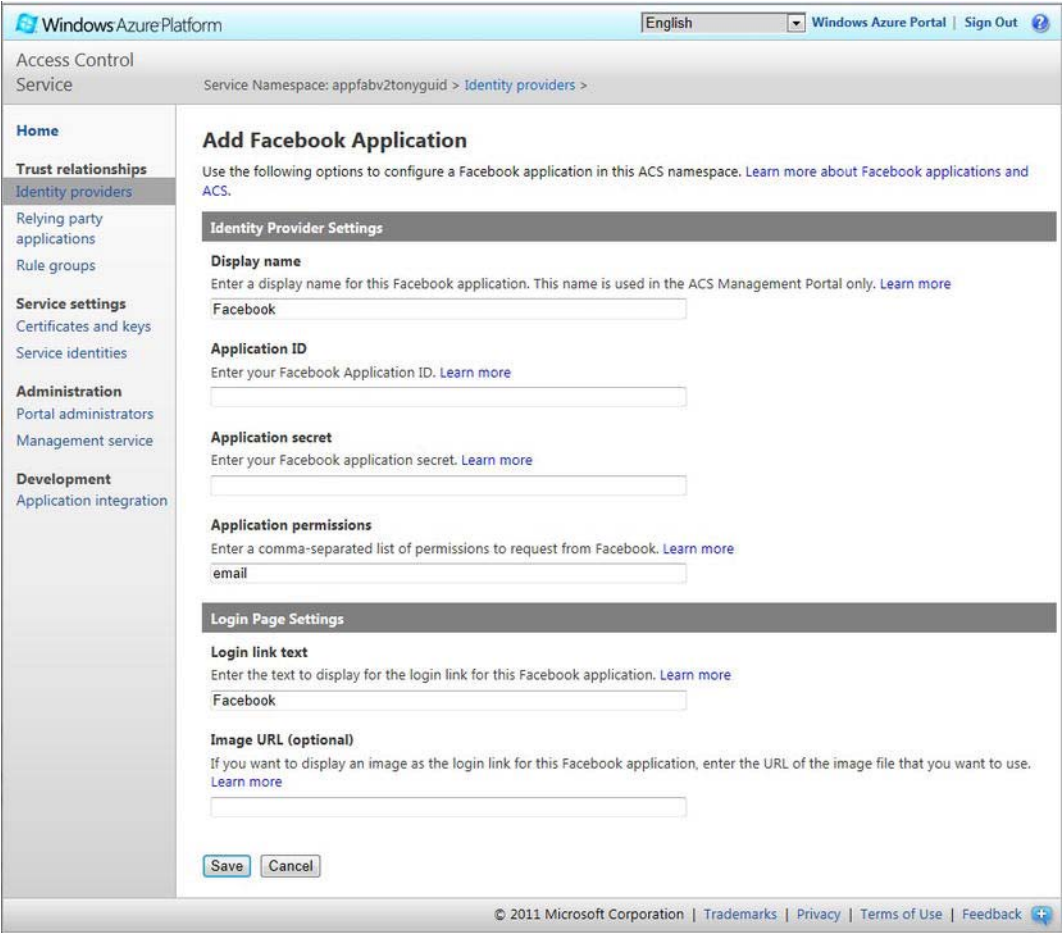 Windows Azure Platform
English
Windows Azure Portal | Sign Out
Access Control
Service
Service Namespace: appfabv2tonyguid > Identity providers >
Home
Trust relationships
Identity providers
Relying party
applications
Rule groups
Service settings
Certificates and keys
Service identities
Administration
Portal administrators
Management service
Development
Application integration
Add Facebook Application
Use the following options to configure a Facebook application in this ACS namespace. Learn more about Facebook applications and
ACS.
Identity Provider Settings
Display name
Enter a display name for this Facebook application. This name is used in the ACS Management Portal only. Learn more
Facebook
Application ID
Enter your Facebook Application ID. Learn more
Application secret
Enter your Facebook application secret. Learn more
Application permissions
Enter a comma-separated list of permissions to request from Facebook. Learn more
email
Login Page Settings
Login link text
Enter the text to display for the login link for this Facebook application. Learn more
Facebook
Image URL (optional)
If you want to display an image as the login link for this Facebook application, enter the URL of the image file that you want to use.
Learn more
Save
Cancel
© 2011 Microsoft Corporation | Trademarks | Privacy | Terms of Use | Feedback